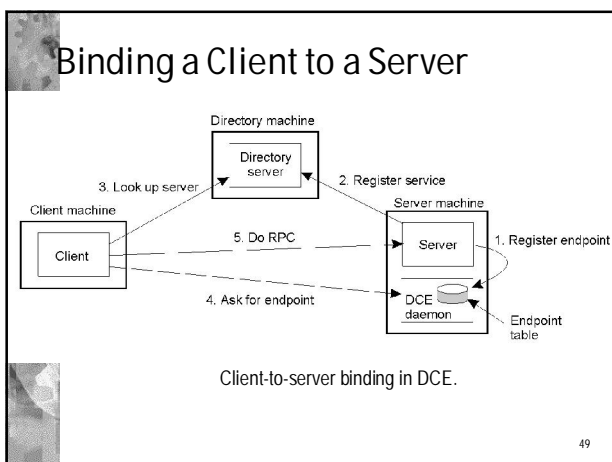 Binding a Client to a Server
Directory machine
Directory
server
3. Look up server
2. Register service
Client machine
Server machine
Client
5. Do RPC
Server
1. Register endpoint
4. Ask for endpoint
DCE
daemon
Endpoint
table
Client-to-server binding in DCE.
49